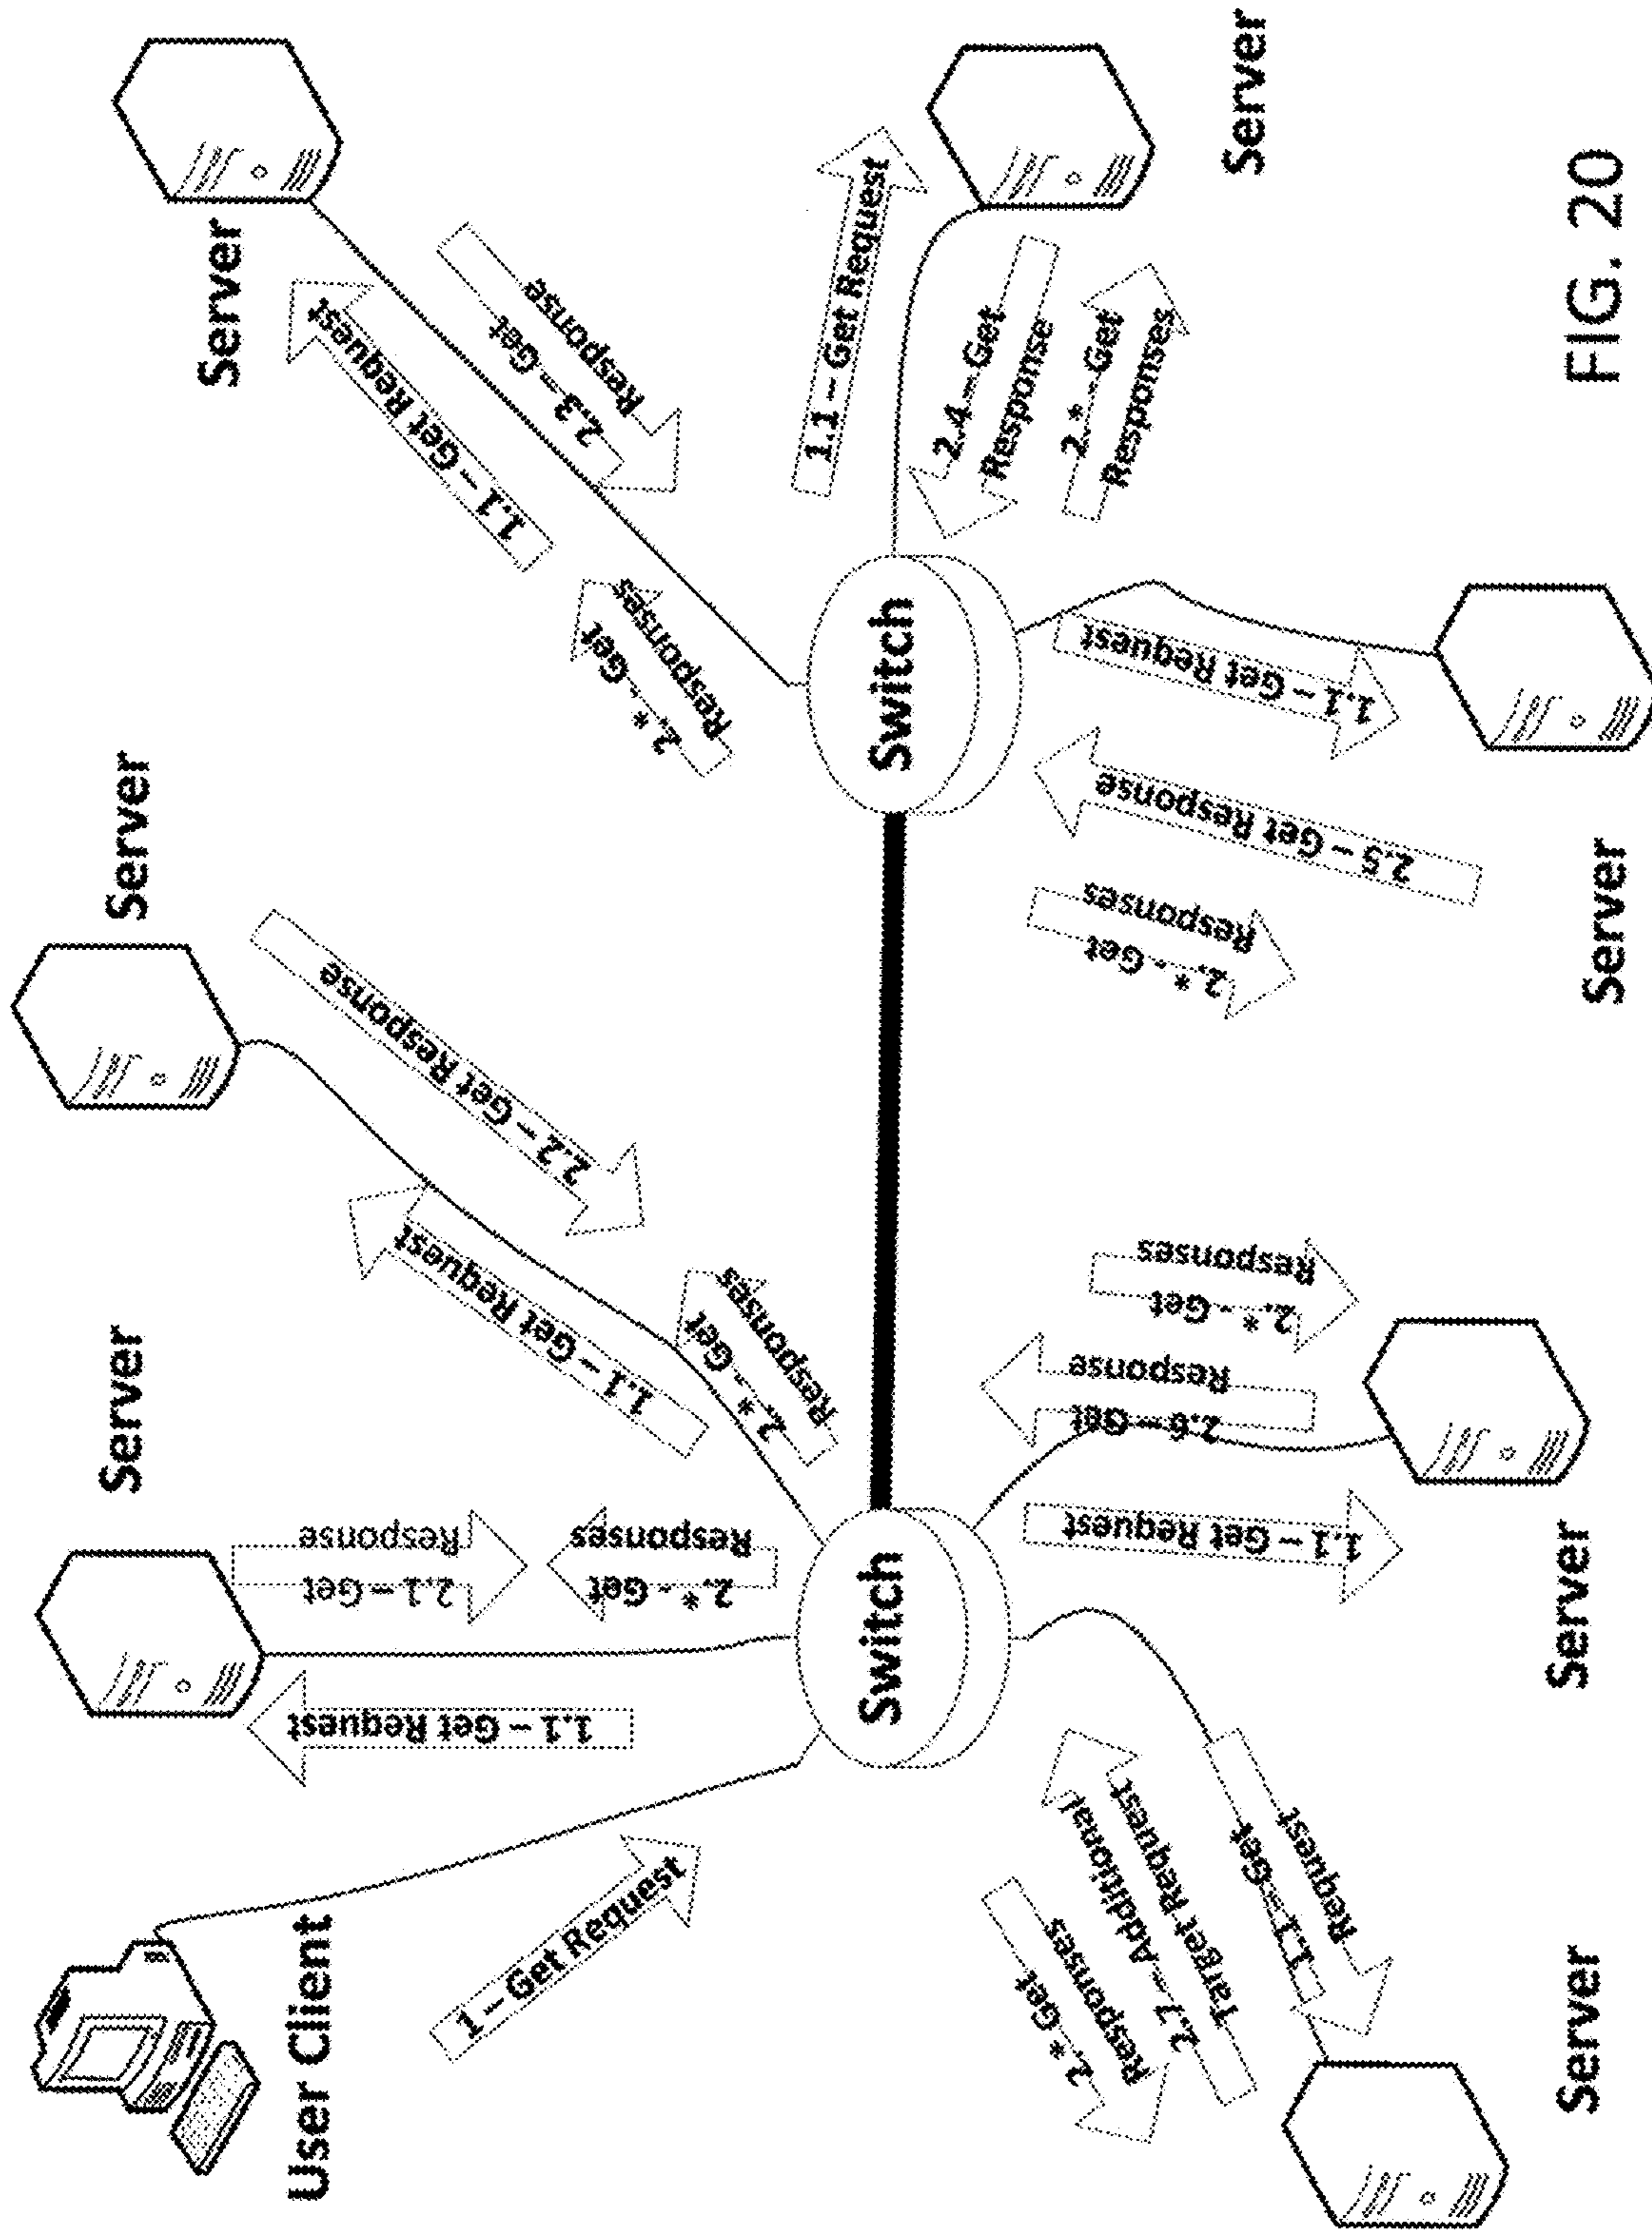 User Client
Server
Server
Server
1 – Get Request
1.1 – Get Request
2.1 – Get
Response
2.* - Get
Responses
1.1 – Get Request
2.2 – Get Response
2.* - Get
Responses
1.1 – Get Request
2.3 – Get
Response
2.* - Get
Responses
Switch
Switch
1.1 – Get Request
2.4 – Get
Response
2.* – Get
Responses
2.* Get
Responses
2.7 – Additional
Target Request
1.1 – Get
Request
1.1 – Get Request
2.6 – Get
Response
2.* - Get
Responses
2.* - Get
Responses
2.5 – Get Response
1.1 – Get Request
Server
Server
Server
Server
FIG. 20